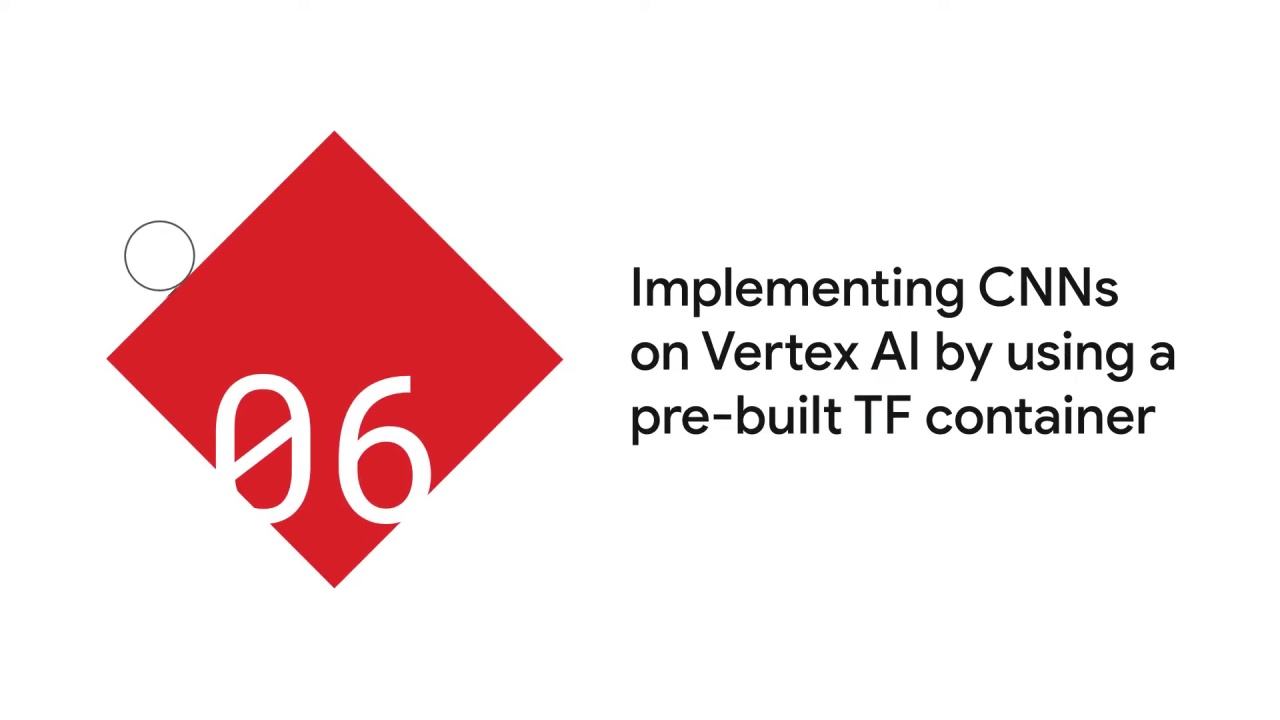 06
Implementing CNNs
on Vertex AI by using a
pre-built TF container